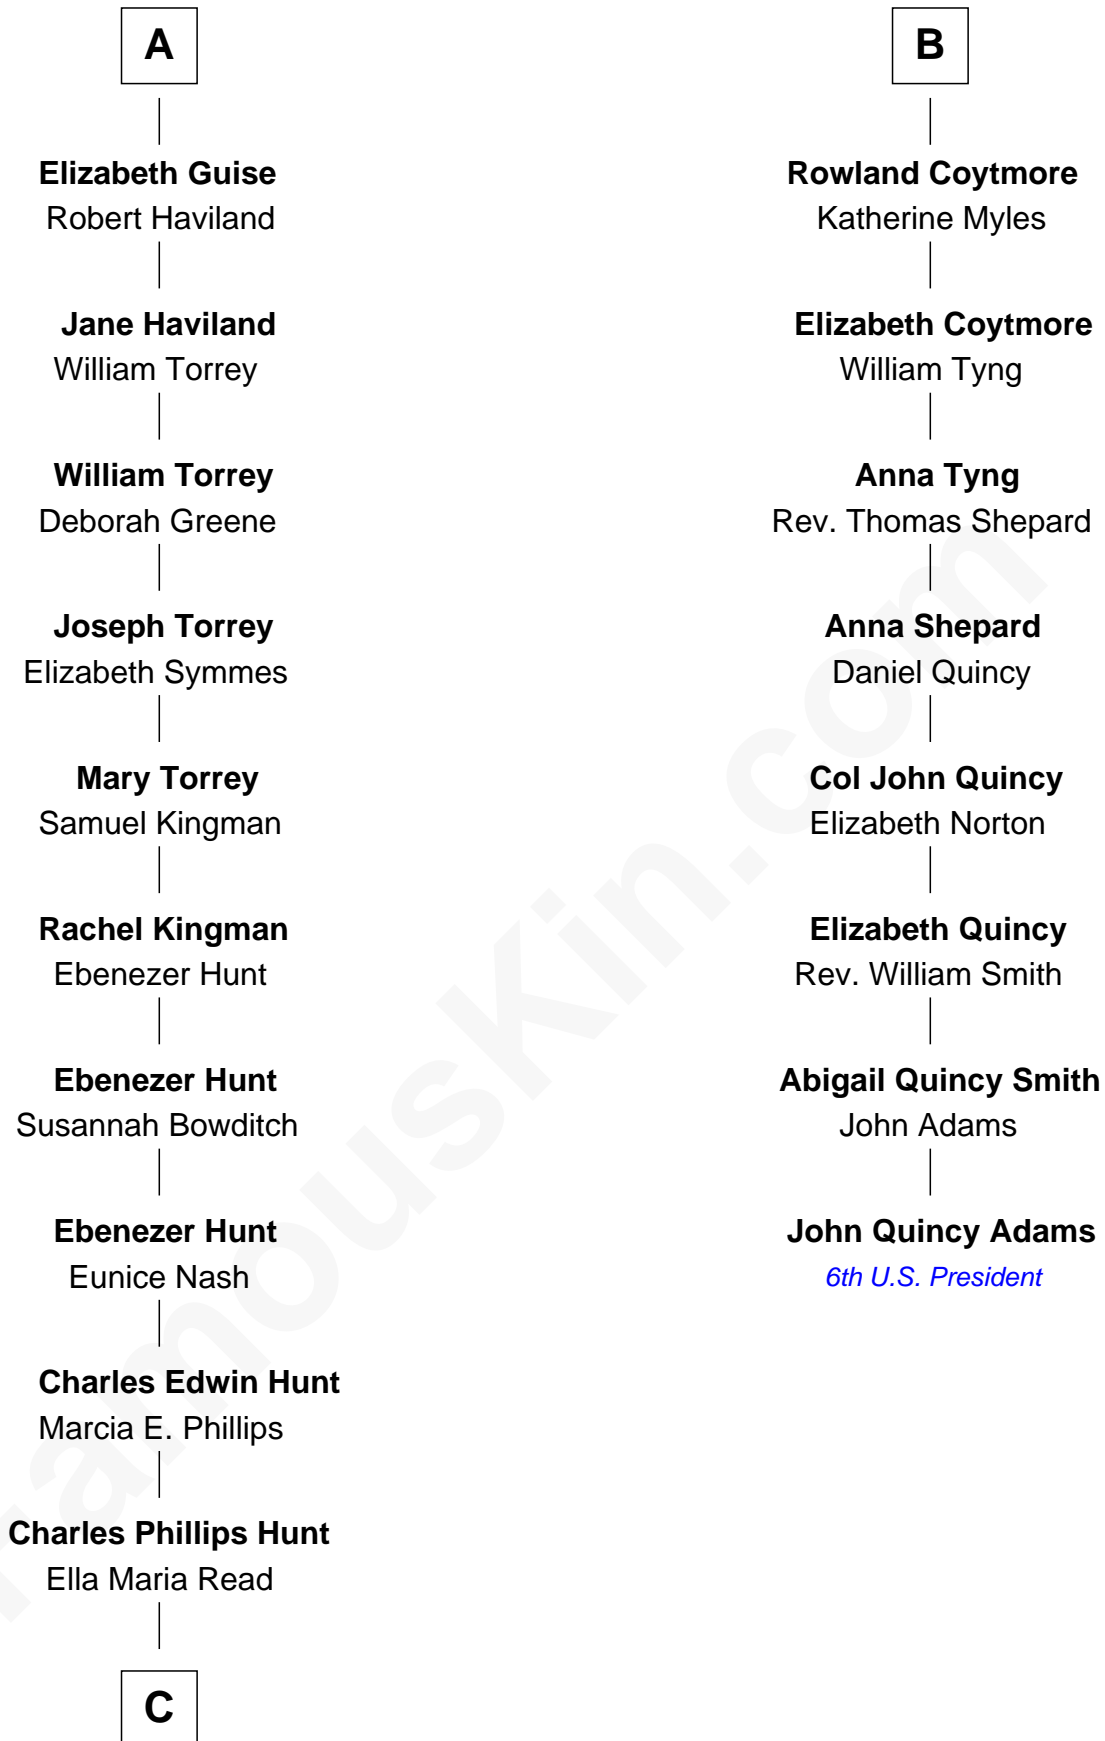 A
Elizabeth Guise
Robert Haviland
Jane Haviland
William Torrey
William Torrey
Deborah Greene
Joseph Torrey
Elizabeth Symmes
Mary Torrey
Samuel Kingman
Rachel Kingman
Ebenezer Hunt
Ebenezer Hunt
Susannah Bowditch
Ebenezer Hunt
Eunice Nash
Charles Edwin Hunt
Marcia E. Phillips
Charles Phillips Hunt
Ella Maria Read
C
B
Rowland Coytmore
Katherine Myles
Elizabeth Coytmore
William Tyng
Anna Tyng
Rev. Thomas Shepard
Anna Shepard
Daniel Quincy
Col John Quincy
Elizabeth Norton
Elizabeth Quincy
Rev. William Smith
Abigail Quincy Smith
John Adams
John Quincy Adams
6th U.S. President
FamousKin.com